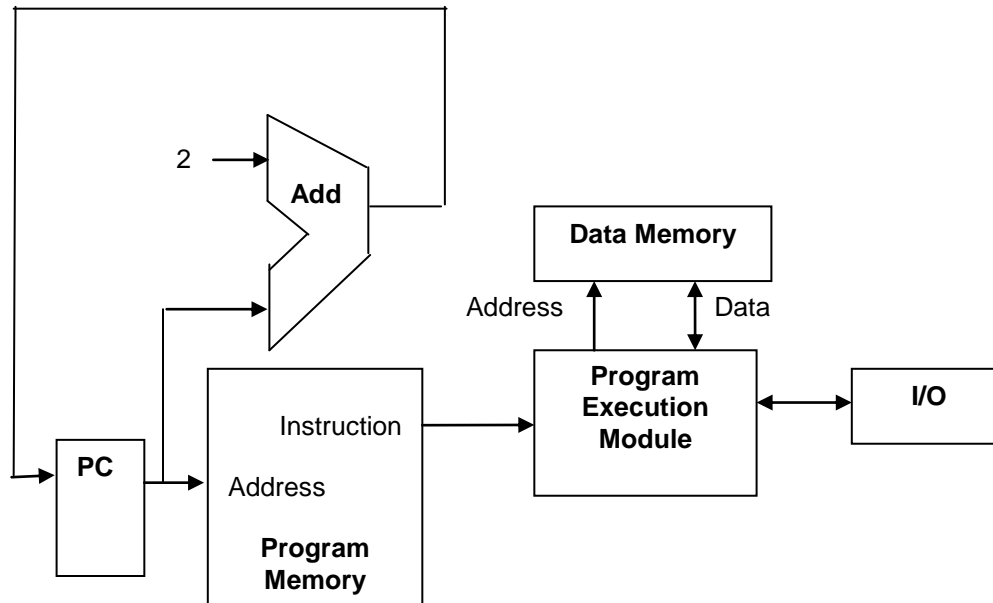 2
Add
Data Memory
Address
Data
Program
Execution
Module
I/O
Instruction
PC
Address
Program
Memory